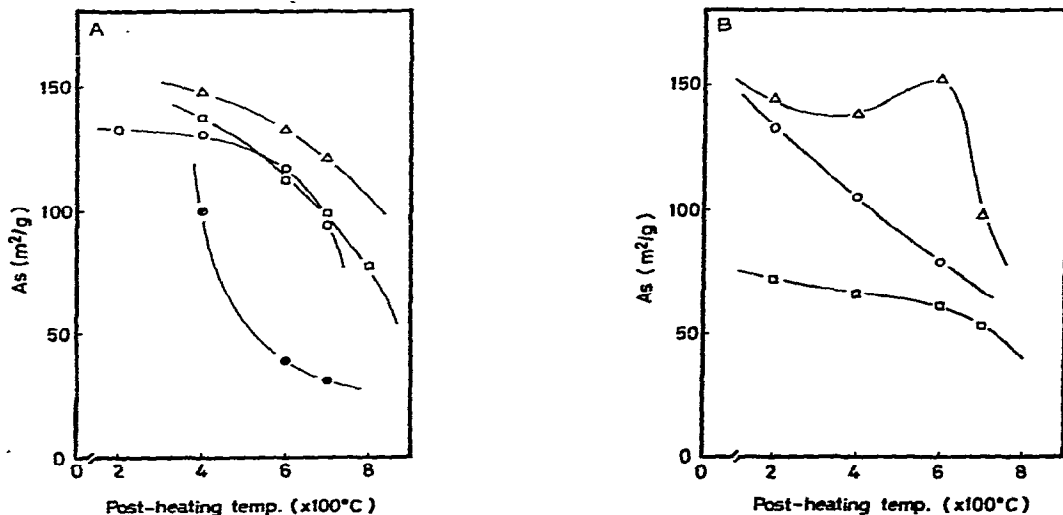 A
150
100
50
0
As (m²/g)
0 2 4 6 8
Post-heating temp. (x100°C)
B
150
100
50
0
As (m²/g)
0 2 4 6 8
Post-heating temp. (x100°C)